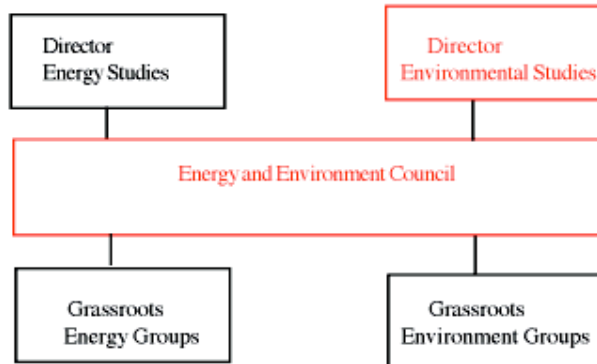 Director
Energy Studies
Director
Environmental Studies
Energy and Environment Council
Grassroots
Energy Groups
Grassroots
Environment Groups